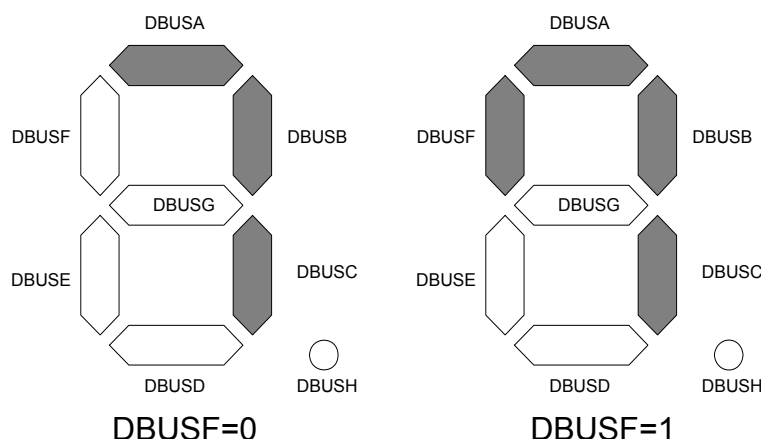 DBUSA DBUSA
DBUSF DBUSB DBUSF DBUSB
DBUSG DBUSG
DBUSE DBUSC DBUSE DBUSC
DBUSD DBUSH DBUSD DBUSH
DBUSF=0 DBUSF=1